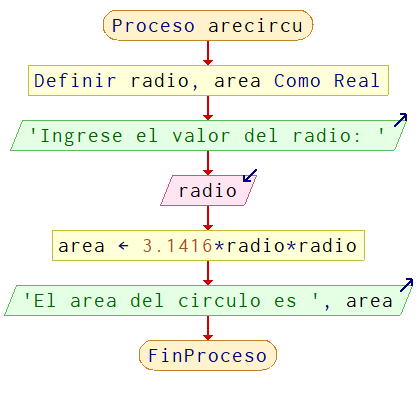 Proceso arecircu
Definir radio, area Como Real
'Ingrese el valor del radio: '
radio
area ← 3.1416*radio*radio
'El area del circulo es ', area
FinProceso